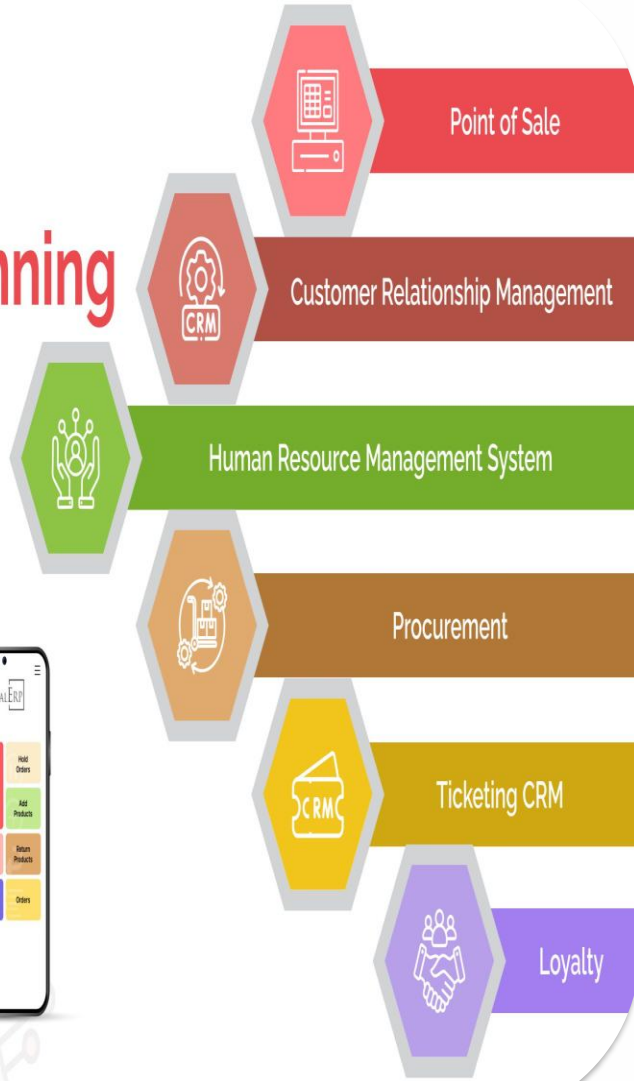 Point of Sale
nning
CRM
Customer Relationship Management
Human Resource Management System
Procurement
ALERP
Hold
Orders
Add
Products
Return
Products
Orders
CRM
Ticketing CRM
Loyalty